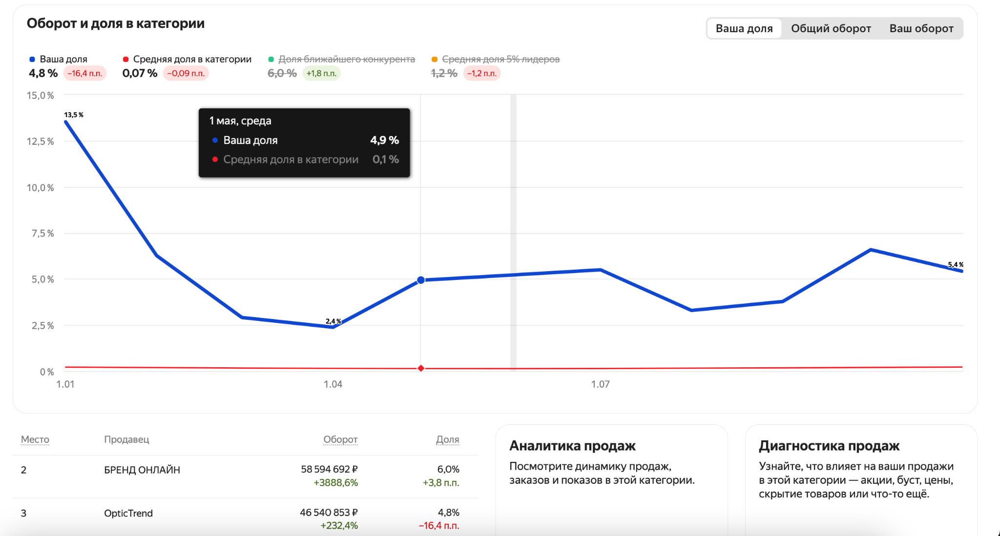 Оборот и доля в категории
Ваша доля Общий оборот Ваш оборот
Ваша доля Средняя доля в категории Доля ближайшего конкурента Средняя доля 5% лидеров
4,8 % −16,4 п.п. 0,07 % −0,09 п.п. 6,0 % +1,8 п.п. 1,2 % −1,2 п.п.
15,0 %
13,5 %
1 мая, среда
Ваша доля 4,9 %
12,5 %
Средняя доля в категории 0,1 %
10,0 %
7,5 %
5,4 %
5,0 %
2,4 %
2,5 %
0 %
1.01 1.04 1.07
Место Продавец Оборот Доля
2 БРЕНД ОНЛАЙН 58 594 692 ₽ 6,0%
+3888,6% +3,8 п.п.
3 OpticTrend 46 540 853 ₽ 4,8%
+232,4% −16,4 п.п.
Аналитика продаж
Посмотрите динамику продаж,
заказов и показов в этой категории.
Диагностика продаж
Узнайте, что влияет на ваши продажи
в этой категории — акции, буст, цены,
скрытие товаров или что-то ещё.